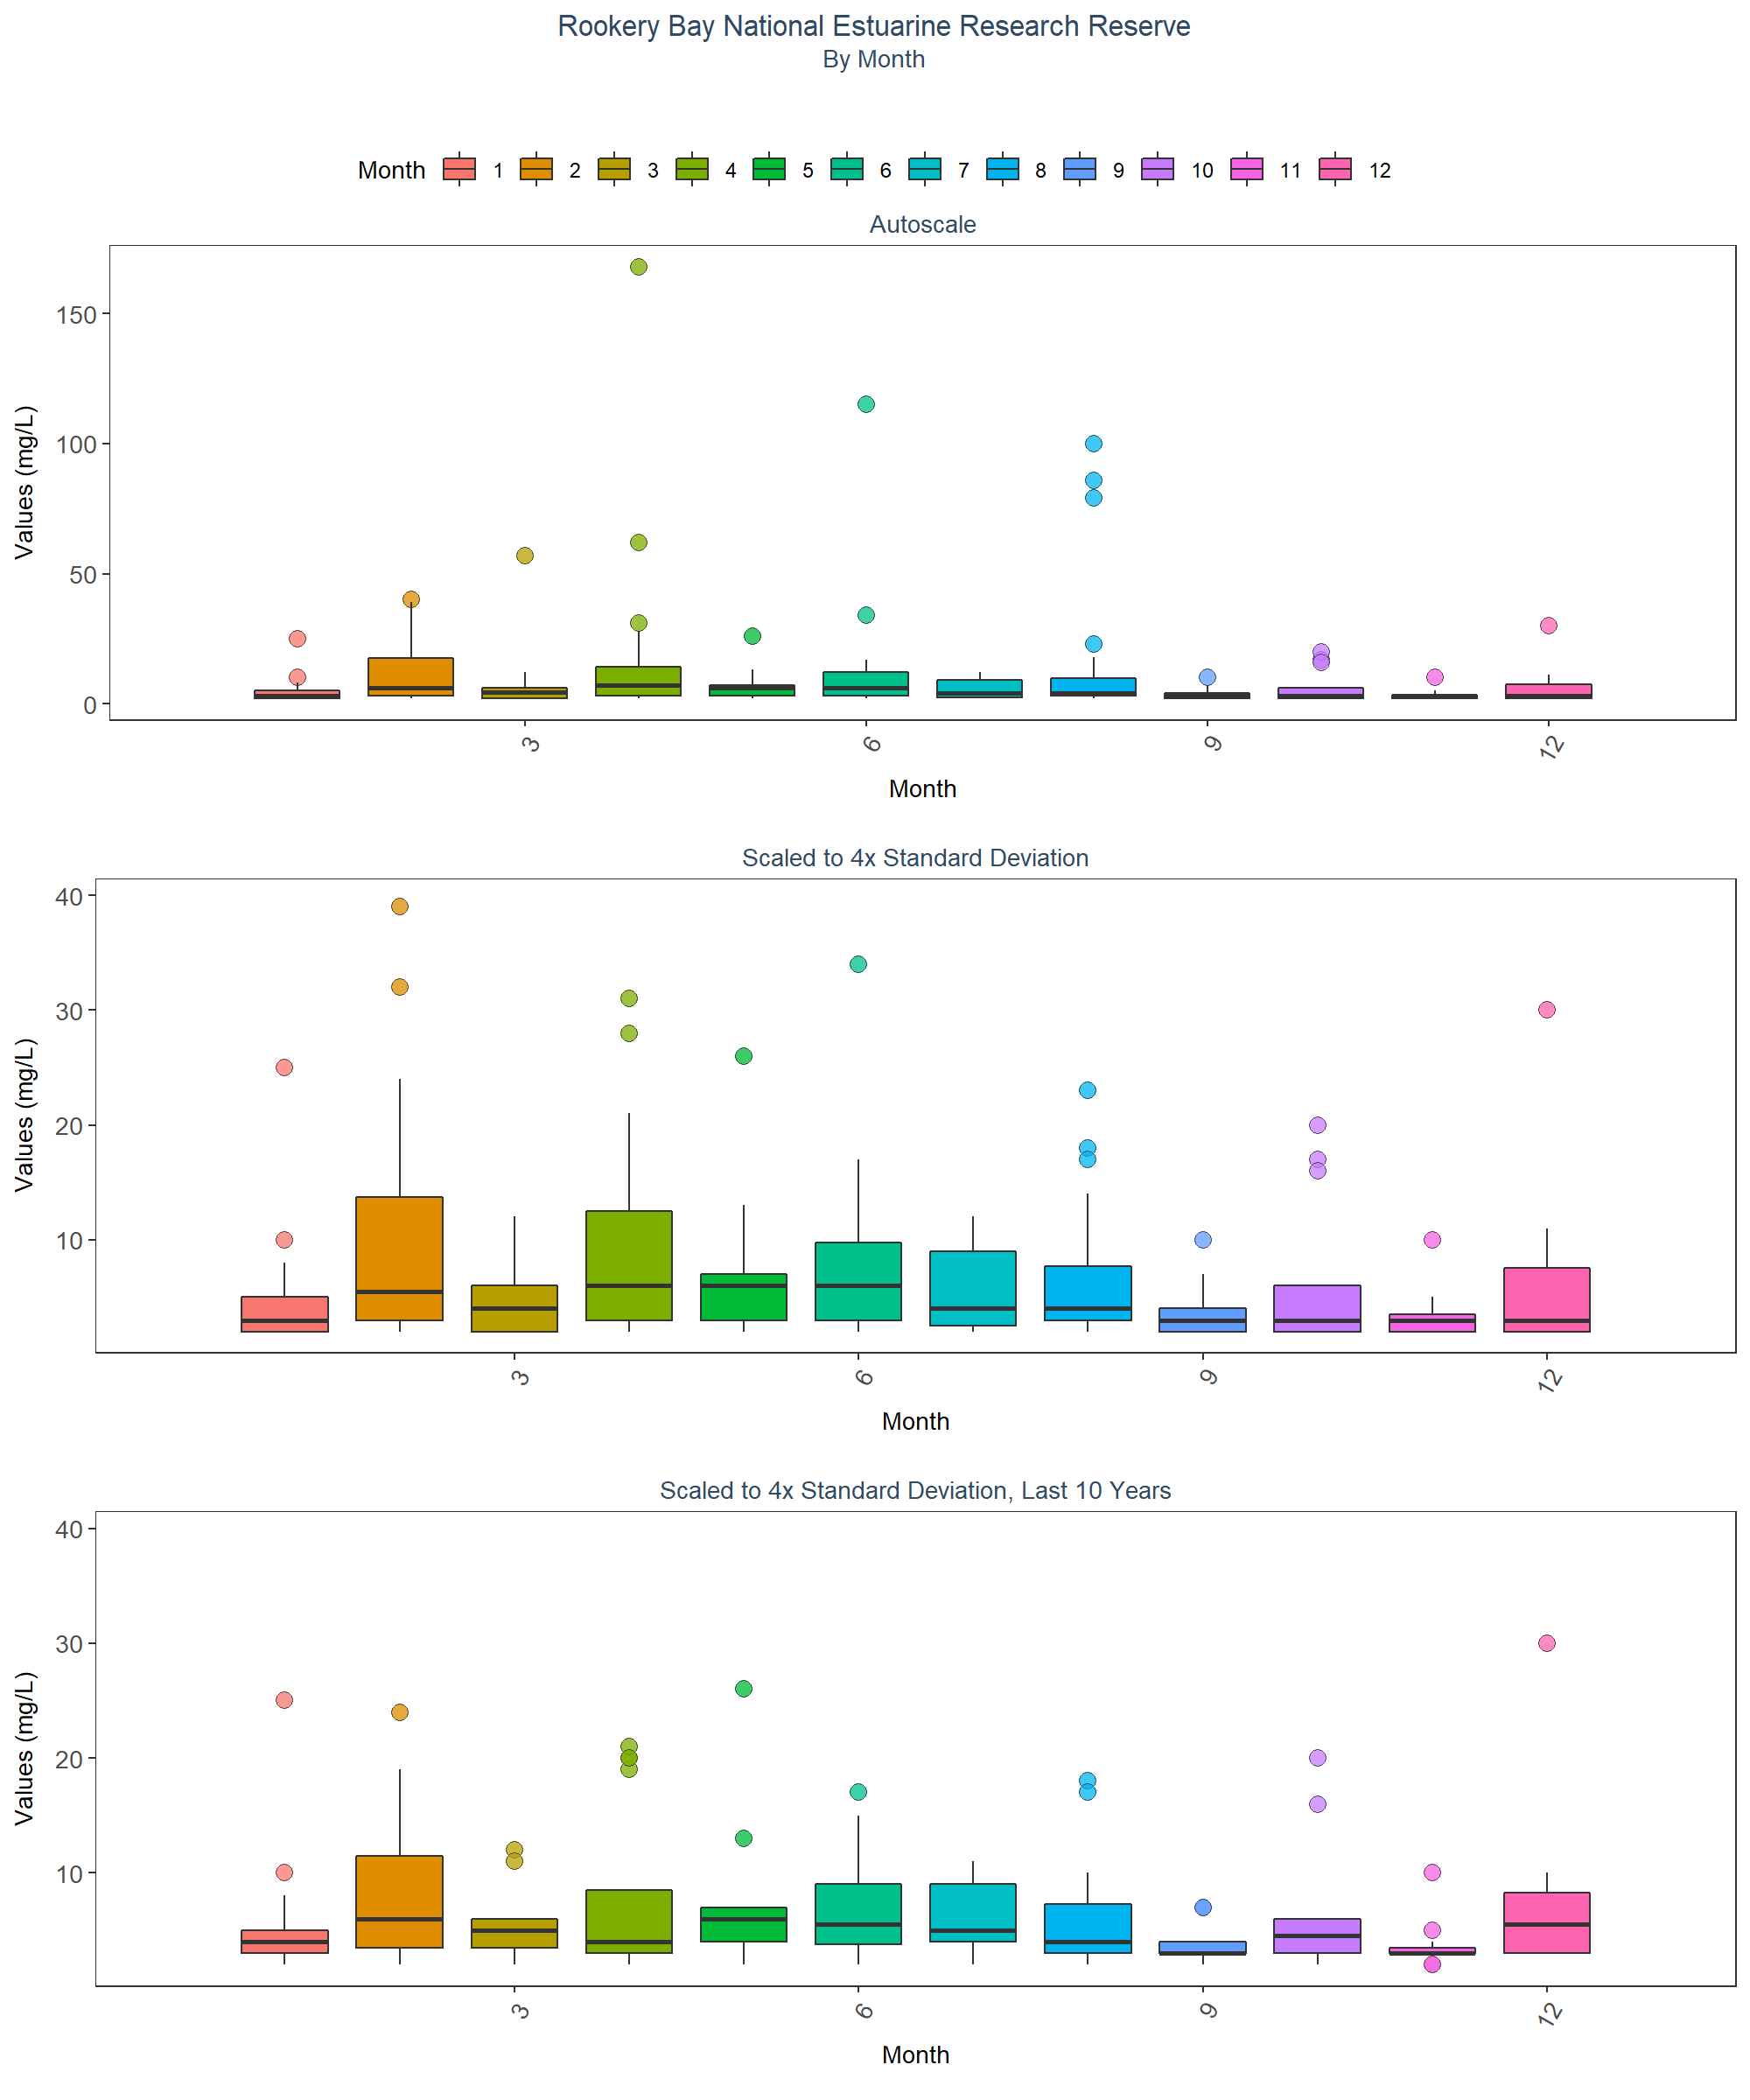 Rookery Bay National Estuarine Research Reserve
By Month
Month 1 2 3 4 5 6 7 8 9 10 11 12
Autoscale
Values (mg/L)
150
100
50
0
3 6 9 12
Month
Scaled to 4x Standard Deviation
Values (mg/L)
40
30
20
10
3 6 9 12
Month
Scaled to 4x Standard Deviation, Last 10 Years
Values (mg/L)
40
30
20
10
3 6 9 12
Month